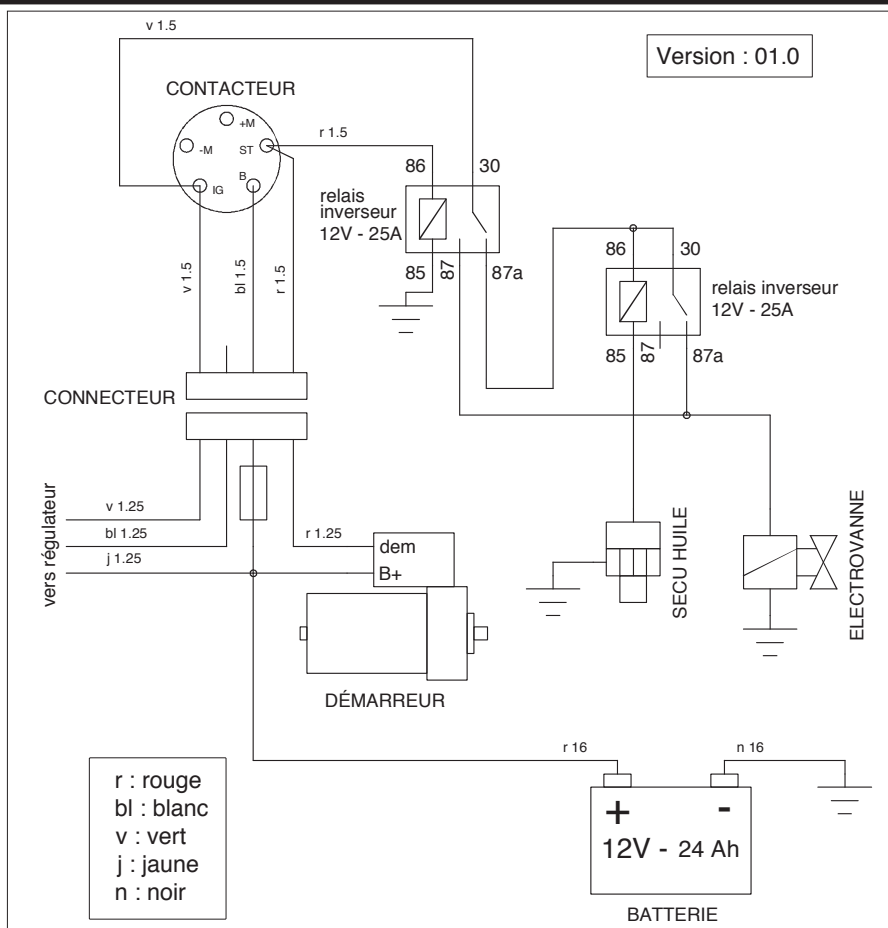 v 1.5
Version : 01.0
CONTACTEUR
+M
-M
ST
B
IG
r 1.5
86
30
relais
inverseur
12V - 25A
85
87
87a
86
30
relais inverseur
12V - 25A
85
87
87a
v 1.5
bl 1.5
r 1.5
CONNECTEUR
vers régulateur
v 1.25
bl 1.25
j 1.25
r 1.25
dem
B+
DÉMARREUR
SECU HUILE
ELECTROVANNE
r : rouge
bl : blanc
v : vert
j : jaune
n : noir
r 16
n 16
+
-
12V - 24 Ah
BATTERIE